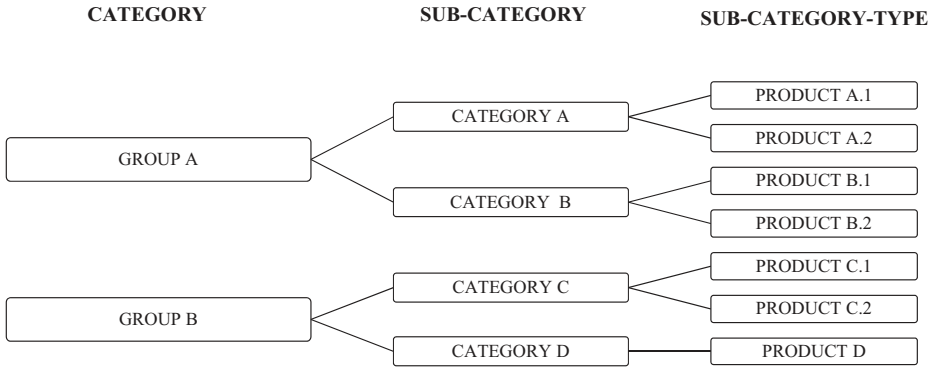 CATEGORY
SUB-CATEGORY
SUB-CATEGORY-TYPE
GROUP A
CATEGORY A
PRODUCT A.1
PRODUCT A.2
CATEGORY B
PRODUCT B.1
PRODUCT B.2
GROUP B
CATEGORY C
PRODUCT C.1
PRODUCT C.2
CATEGORY D
PRODUCT D